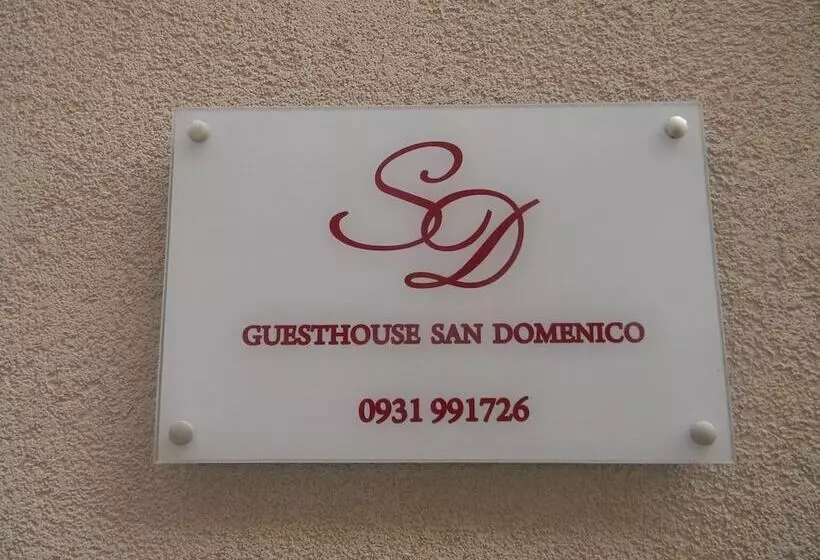 SD
GUESTHOUSE SAN DOMENICO
0931 991726